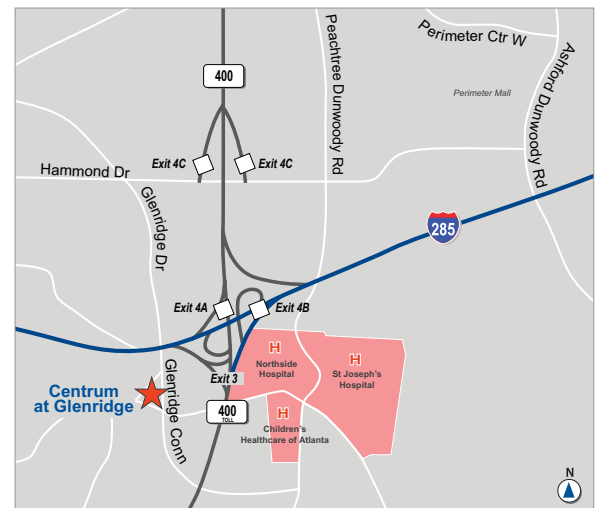 Perimeter Ctr W
400
Peachtree Dunwoody Rd
Ashford Dunwoody Rd
Perimeter Mall
Exit 4C
Exit 4C
Hammond Dr
Glenridge Dr
285
Exit 4A
Exit 4B
H
Northside
Hospital
H
St Joseph's
Hospital
Exit 3
Glenridge Conn
Centrum
at Glenridge
400
TOLL
H
Children's
Healthcare of Atlanta
N